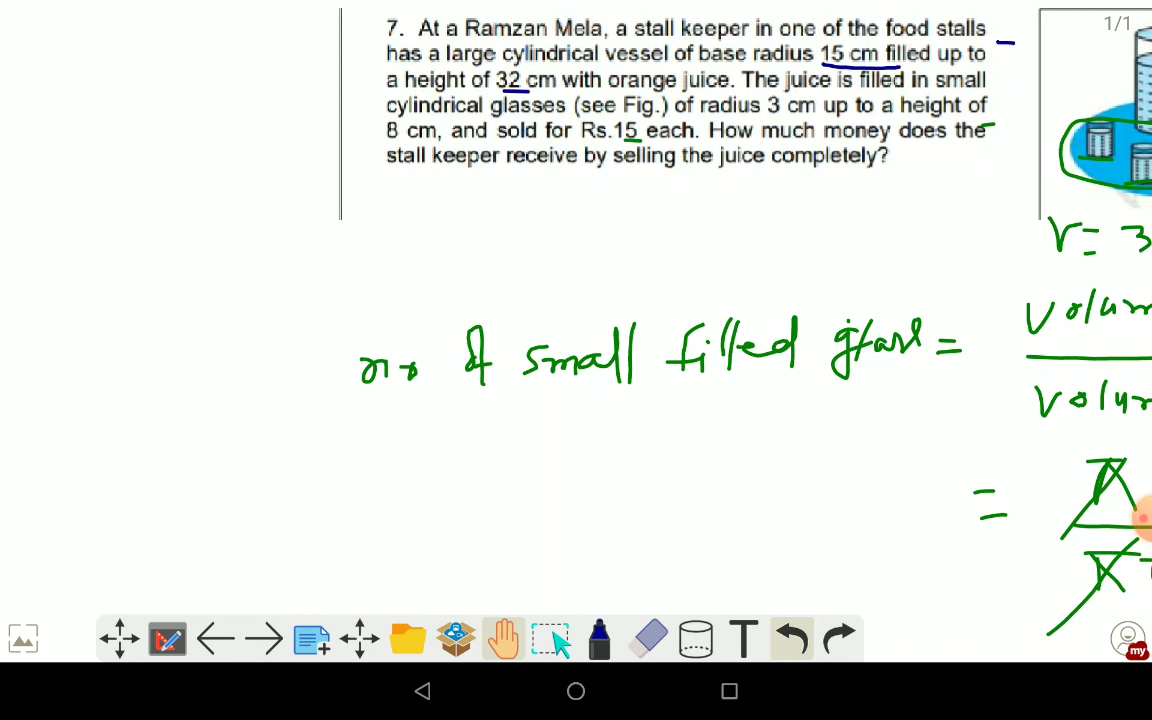 1/1
7. At a Ramzan Mela, a stall keeper in one of the food stalls
has a large cylindrical vessel of base radius 15 cm filled up to
a height of 32 cm with orange juice. The juice is filled in small
cylindrical glasses (see Fig.) of radius 3 cm up to a height of
8 cm, and sold for Rs.15 each. How much money does the
stall keeper receive by selling the juice completely?
r = 3
of small filled glass =
Volum
Volum
=
π
π
T
my